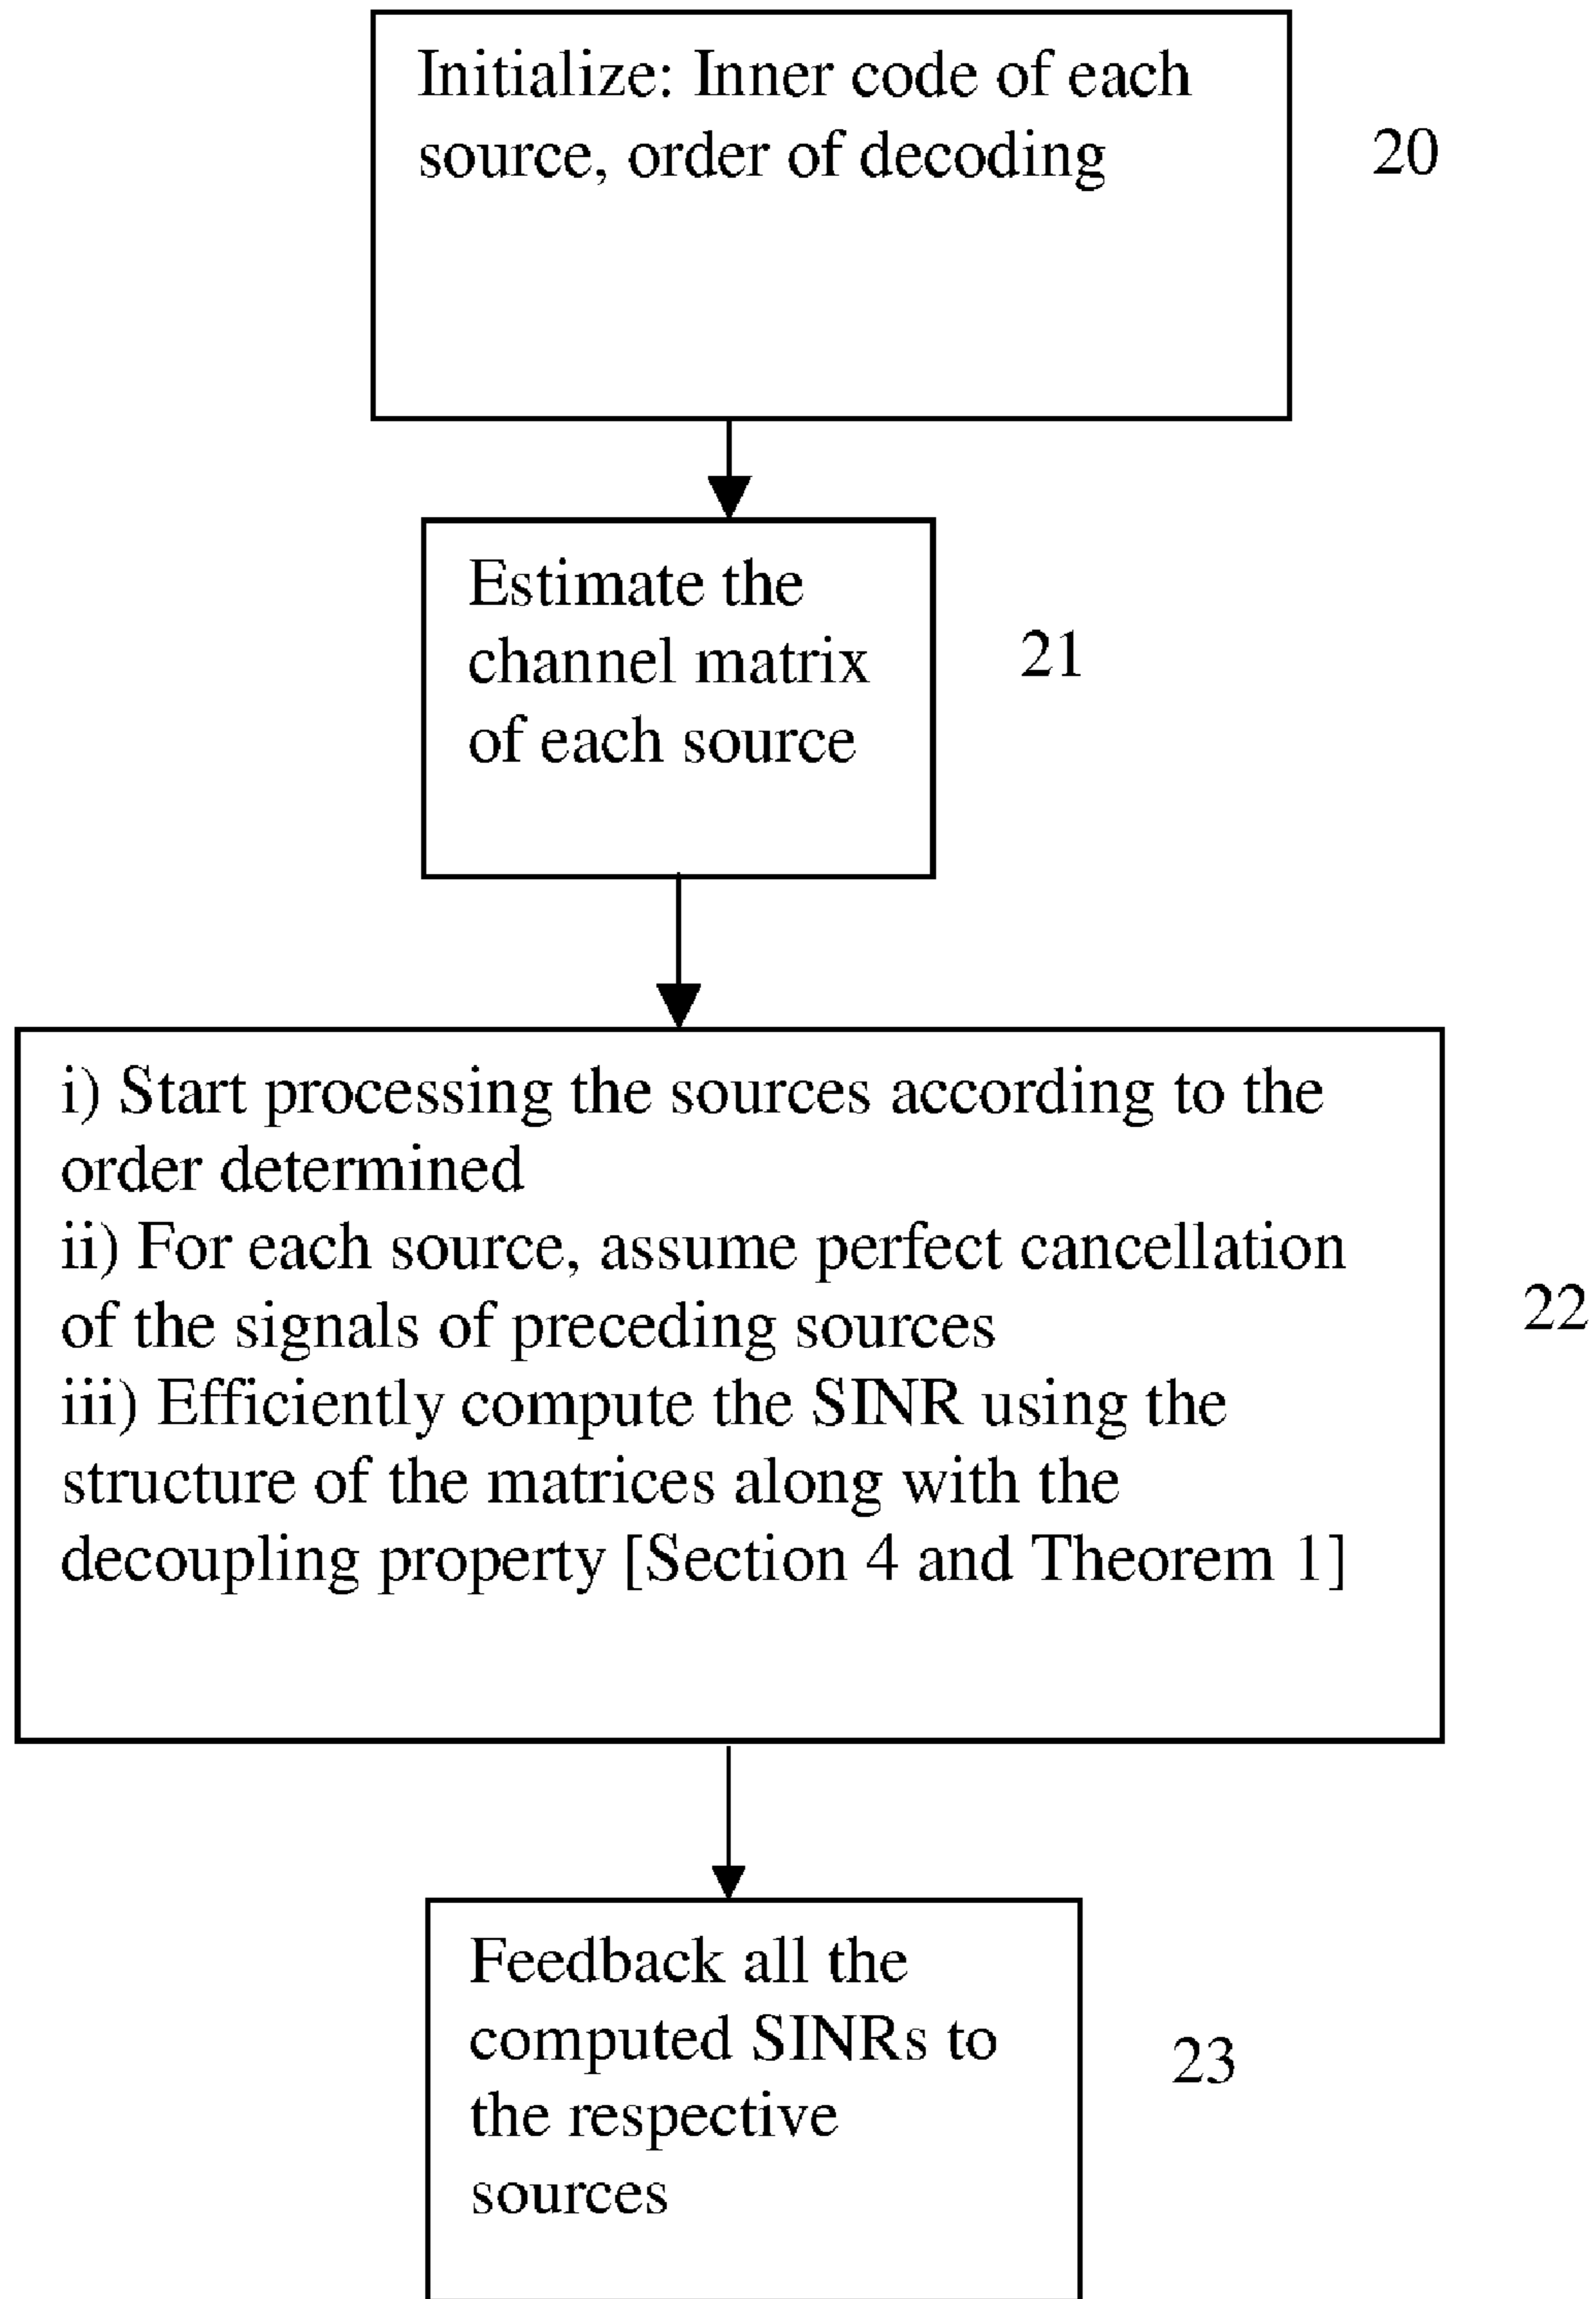 Initialize: Inner code of each
source, order of decoding
20
Estimate the
channel matrix
of each source
21
i) Start processing the sources according to the
order determined
ii) For each source, assume perfect cancellation
of the signals of preceding sources
iii) Efficiently compute the SINR using the
structure of the matrices along with the
decoupling property [Section 4 and Theorem 1]
22
Feedback all the
computed SINRs to
the respective
sources
23